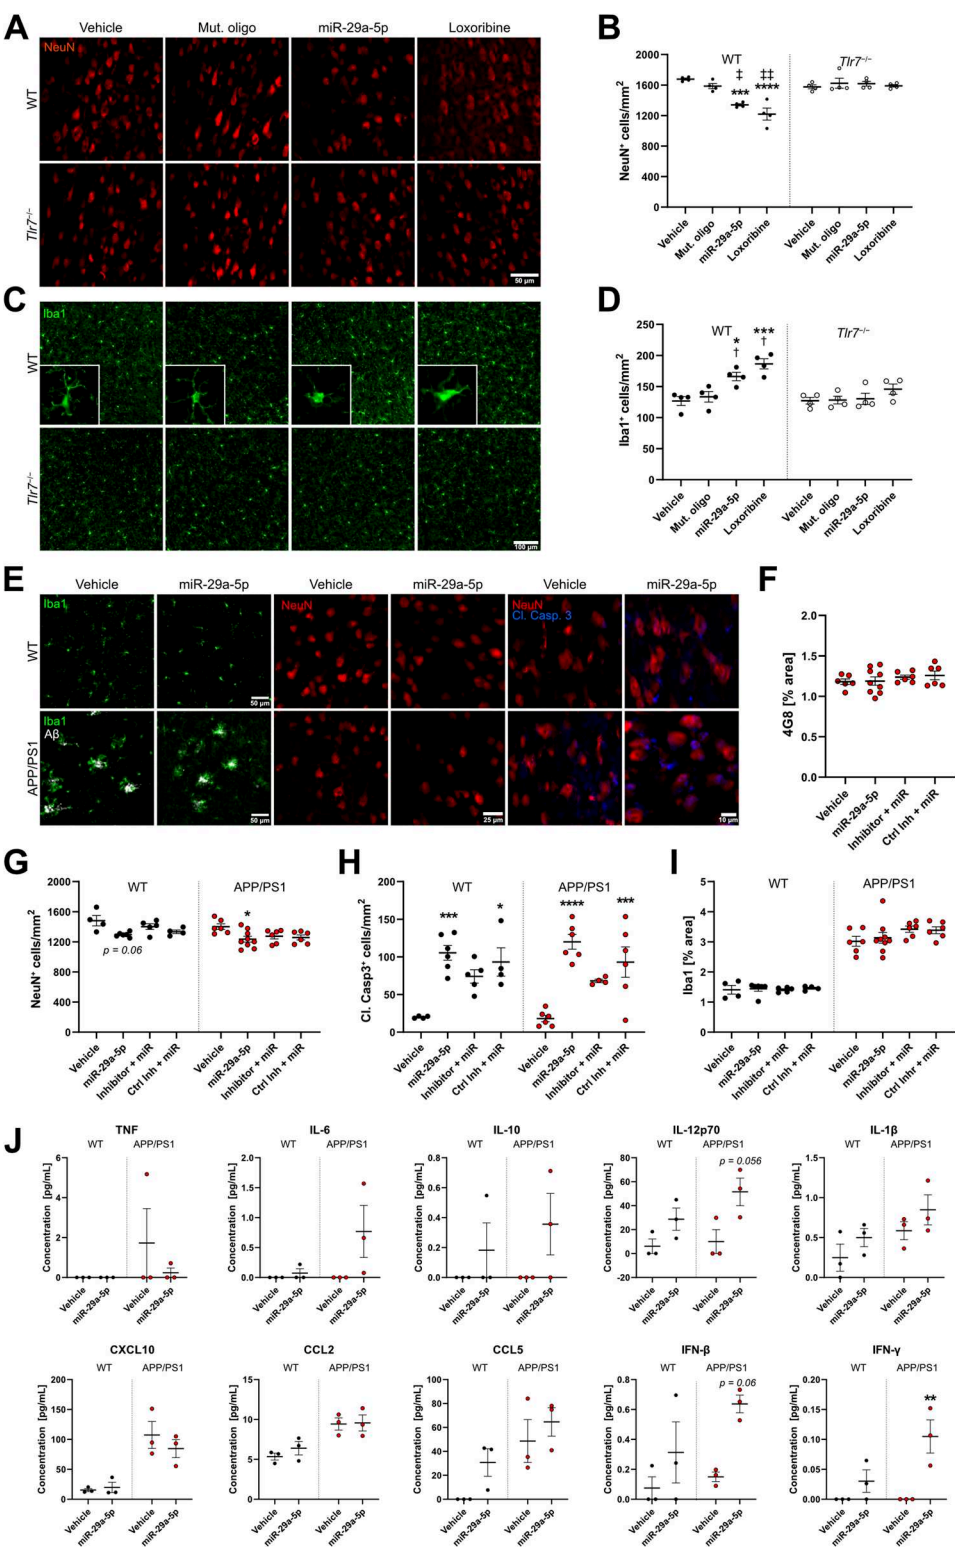 A
Vehicle Mut. oligo miR-29a-5p Loxoribine
NeuN
WT
Tlr7⁻/⁻
50 µm
B
WT Tlr7⁻/⁻
‡ ‡‡
*** ****
NeuN⁺ cells/mm²
2000
1600
1200
800
400
0
Vehicle Mut. oligo miR-29a-5p Loxoribine Vehicle Mut. oligo miR-29a-5p Loxoribine
C
Iba1
WT
Tlr7⁻/⁻
100 µm
D
WT Tlr7⁻/⁻
* ***
† †
Iba1⁺ cells/mm²
250
200
150
100
50
0
Vehicle Mut. oligo miR-29a-5p Loxoribine Vehicle Mut. oligo miR-29a-5p Loxoribine
E
Vehicle miR-29a-5p Vehicle miR-29a-5p Vehicle miR-29a-5p
Iba1 NeuN NeuN
Cl. Casp. 3
WT
50 µm
Iba1
Aβ
APP/PS1
50 µm 25 µm 10 µm
F
4G8 [% area]
2.0
1.5
1.0
0.5
0.0
Vehicle miR-29a-5p Inhibitor + miR Ctrl Inh + miR
G
WT APP/PS1
NeuN⁺ cells/mm²
2000
1600
1200
800
400
0
p = 0.06 *
Vehicle miR-29a-5p Inhibitor + miR Ctrl Inh + miR Vehicle miR-29a-5p Inhibitor + miR Ctrl Inh + miR
H
WT APP/PS1
Cl. Casp3⁺ cells/mm²
200
150
100
50
0
*** * **** ***
Vehicle miR-29a-5p Inhibitor + miR Ctrl Inh + miR Vehicle miR-29a-5p Inhibitor + miR Ctrl Inh + miR
I
WT APP/PS1
Iba1 [% area]
5
4
3
2
1
0
Vehicle miR-29a-5p Inhibitor + miR Ctrl Inh + miR Vehicle miR-29a-5p Inhibitor + miR Ctrl Inhr + miR
J
TNF
WT APP/PS1
Concentration [pg/mL]
6
4
2
0
Vehicle miR-29a-5p Vehicle miR-29a-5p
IL-6
WT APP/PS1
Concentration [pg/mL]
2.0
1.5
1.0
0.5
0.0
Vehicle miR-29a-5p Vehicle miR-29a-5p
IL-10
WT APP/PS1
Concentration [pg/mL]
0.8
0.6
0.4
0.2
0.0
Vehicle miR-29a-5p Vehicle miR-29a-5p
IL-12p70
WT APP/PS1
p = 0.056
Concentration [pg/mL]
80
60
40
20
0
-20
Vehicle miR-29a-5p Vehicle miR-29a-5p
IL-1β
WT APP/PS1
Concentration [pg/mL]
1.5
1.0
0.5
0.0
Vehicle miR-29a-5p Vehicle miR-29a-5p
CXCL10
WT APP/PS1
Concentration [pg/mL]
200
150
100
50
0
Vehicle miR-29a-5p Vehicle miR-29a-5p
CCL2
WT APP/PS1
Concentration [pg/mL]
15
10
5
0
Vehicle miR-29a-5p Vehicle miR-29a-5p
CCL5
WT APP/PS1
Concentration [pg/mL]
100
80
60
40
20
0
Vehicle miR-29a-5p Vehicle miR-29a-5p
IFN-β
WT APP/PS1
p = 0.06
Concentration [pg/mL]
0.8
0.6
0.4
0.2
0.0
Vehicle miR-29a-5p Vehicle miR-29a-5p
IFN-γ
WT APP/PS1
**
Concentration [pg/mL]
0.20
0.15
0.10
0.05
0.00
Vehicle miR-29a-5p Vehicle miR-29a-5p